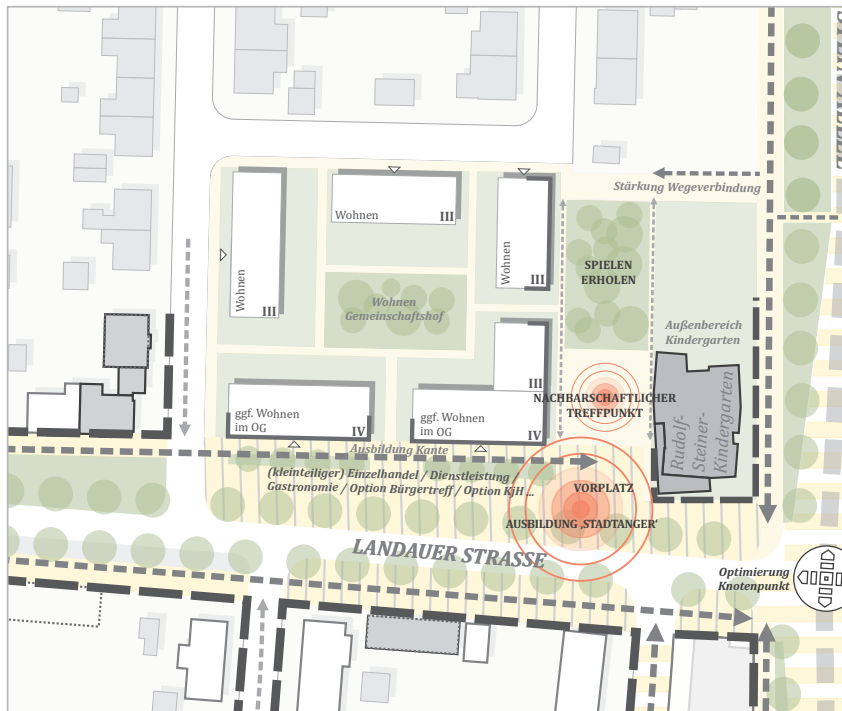 Stärkung Wegeverbindung
Wohnen
III
Wohnen
III
Wohnen
III
SPIELEN
ERHOLEN
Wohnen
Gemeinschaftshof
Außenbereich
Kindergarten
III
NACHBARSCHAFTLICHER
TREFFPUNKT
ggf. Wohnen
im OG
IV
ggf. Wohnen
im OG
IV
Rudolf-
Steiner-
Kindergarten
Ausbildung Kante
(kleinteiliger) Einzelhandel / Dienstleistung /
Gastronomie / Option Bürgertreff / Option KjH ...
VORPLATZ
AUSBILDUNG ‚STADTANGER‘
LANDAUER STRASSE
Optimierung
Knotenpunkt